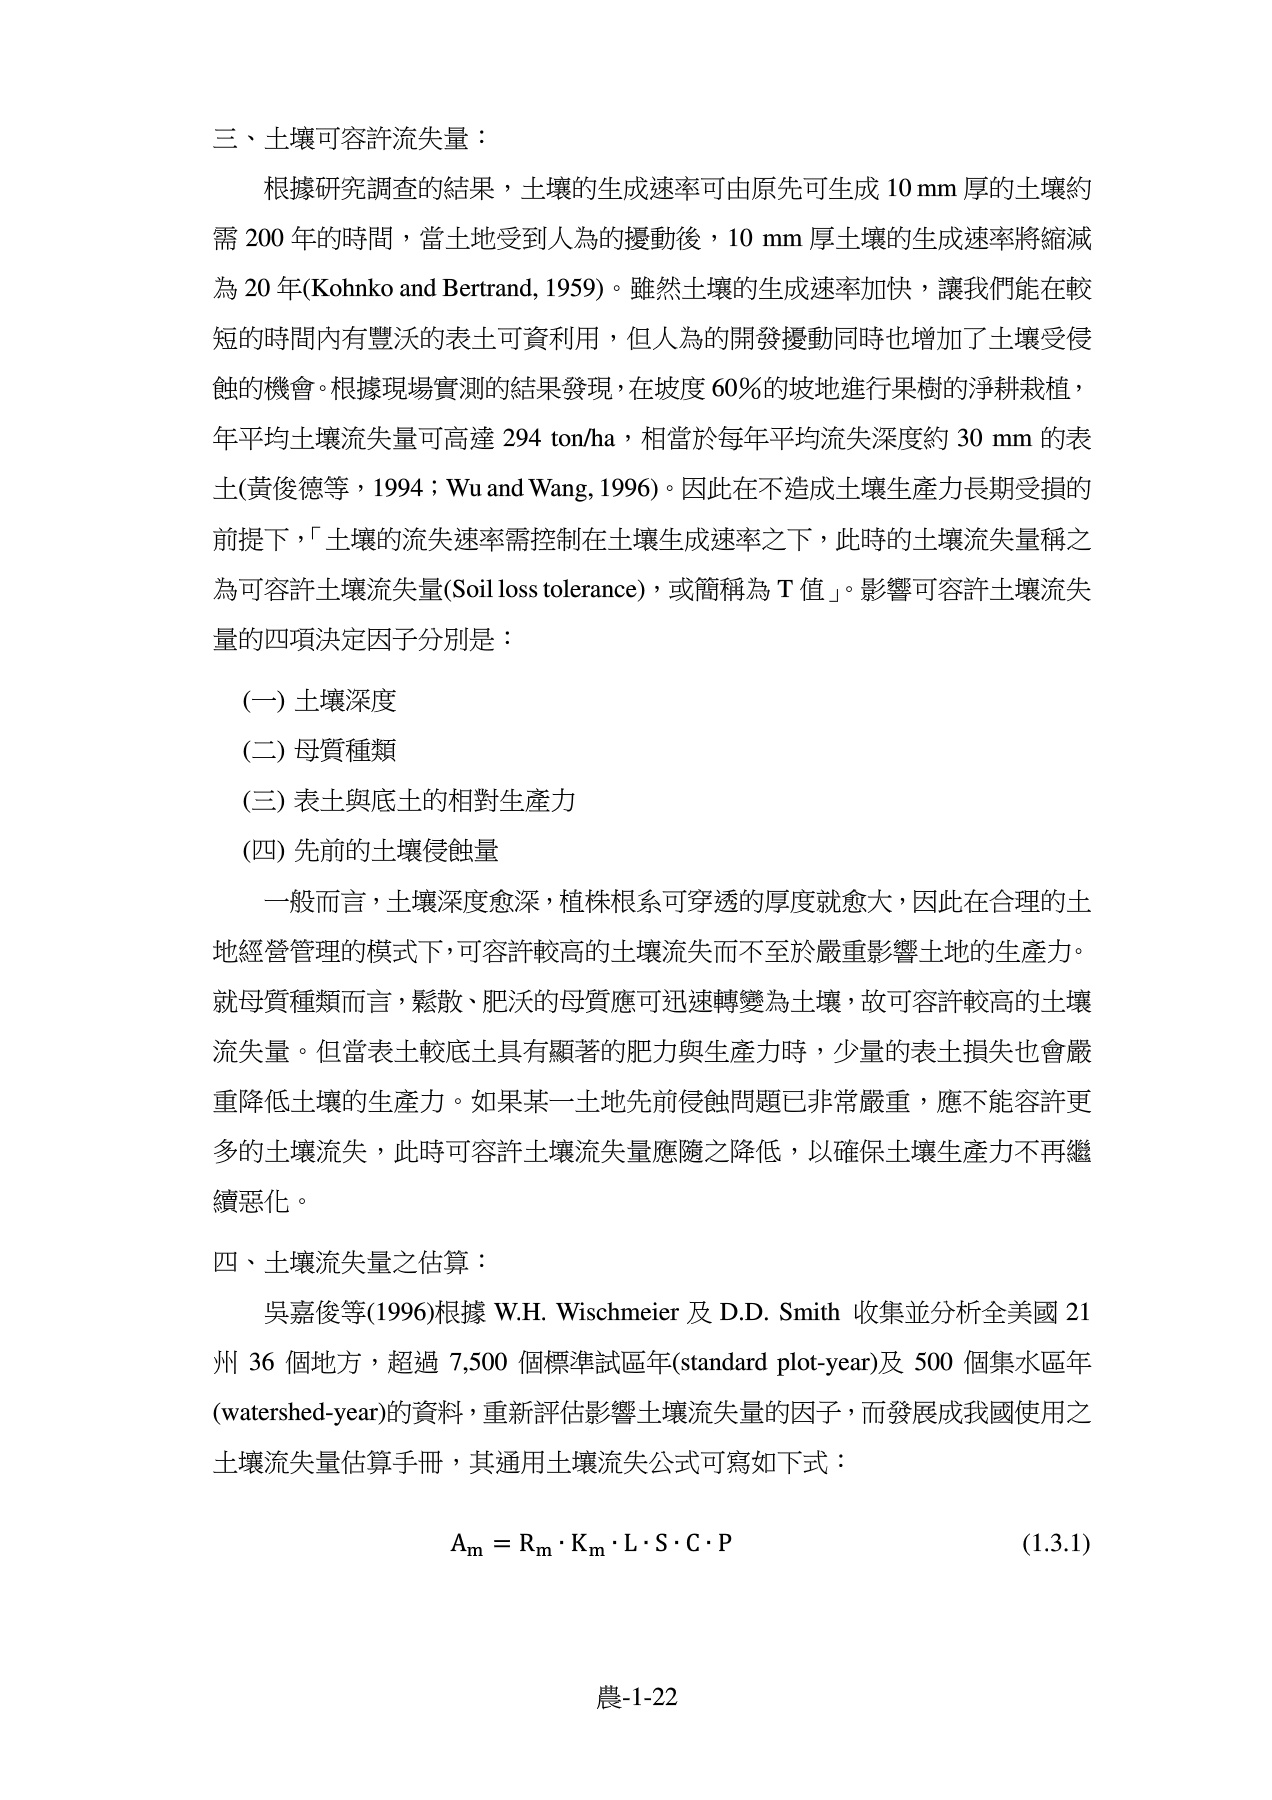 三、土壤可容許流失量：
根據研究調查的結果，土壤的生成速率可由原先可生成 10 mm 厚的土壤約
需 200 年的時間，當土地受到人為的擾動後，10 mm 厚土壤的生成速率將縮減
為 20 年(Kohnko and Bertrand, 1959)。雖然土壤的生成速率加快，讓我們能在較
短的時間內有豐沃的表土可資利用，但人為的開發擾動同時也增加了土壤受侵
蝕的機會。根據現場實測的結果發現，在坡度 60％的坡地進行果樹的淨耕栽植，
年平均土壤流失量可高達 294 ton/ha，相當於每年平均流失深度約 30 mm 的表
土(黃俊德等，1994；Wu and Wang, 1996)。因此在不造成土壤生產力長期受損的
前提下，「土壤的流失速率需控制在土壤生成速率之下，此時的土壤流失量稱之
為可容許土壤流失量(Soil loss tolerance)，或簡稱為 T 值」。影響可容許土壤流失
量的四項決定因子分別是：
(一) 土壤深度
(二) 母質種類
(三) 表土與底土的相對生產力
(四) 先前的土壤侵蝕量
一般而言，土壤深度愈深，植株根系可穿透的厚度就愈大，因此在合理的土
地經營管理的模式下，可容許較高的土壤流失而不至於嚴重影響土地的生產力。
就母質種類而言，鬆散、肥沃的母質應可迅速轉變為土壤，故可容許較高的土壤
流失量。但當表土較底土具有顯著的肥力與生產力時，少量的表土損失也會嚴
重降低土壤的生產力。如果某一土地先前侵蝕問題已非常嚴重，應不能容許更
多的土壤流失，此時可容許土壤流失量應隨之降低，以確保土壤生產力不再繼
續惡化。
四、土壤流失量之估算：
吳嘉俊等(1996)根據 W.H. Wischmeier 及 D.D. Smith 收集並分析全美國 21
州 36 個地方，超過 7,500 個標準試區年(standard plot-year)及 500 個集水區年
(watershed-year)的資料，重新評估影響土壤流失量的因子，而發展成我國使用之
土壤流失量估算手冊，其通用土壤流失公式可寫如下式：
Aₘ = Rₘ · Kₘ · L · S · C · P (1.3.1)
農-1-22